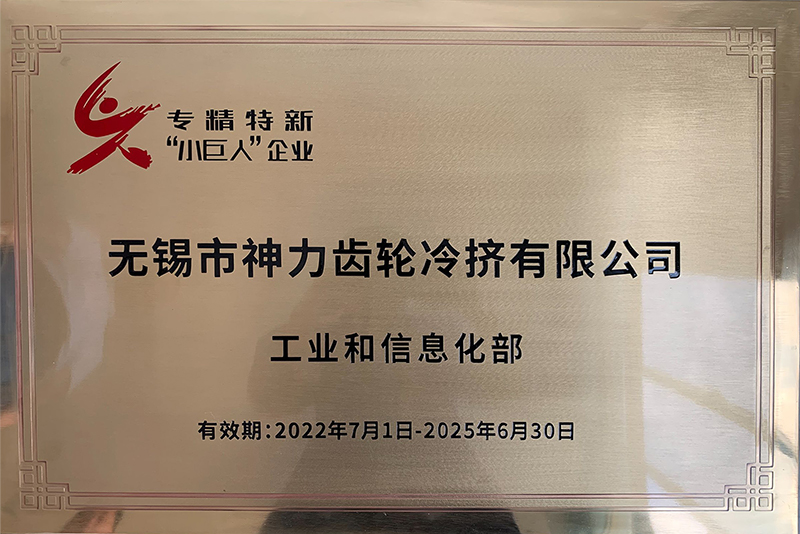 专精特新
“小巨人”企业
无锡市神力齿轮冷挤有限公司
工业和信息化部
有效期：2022年7月1日-2025年6月30日